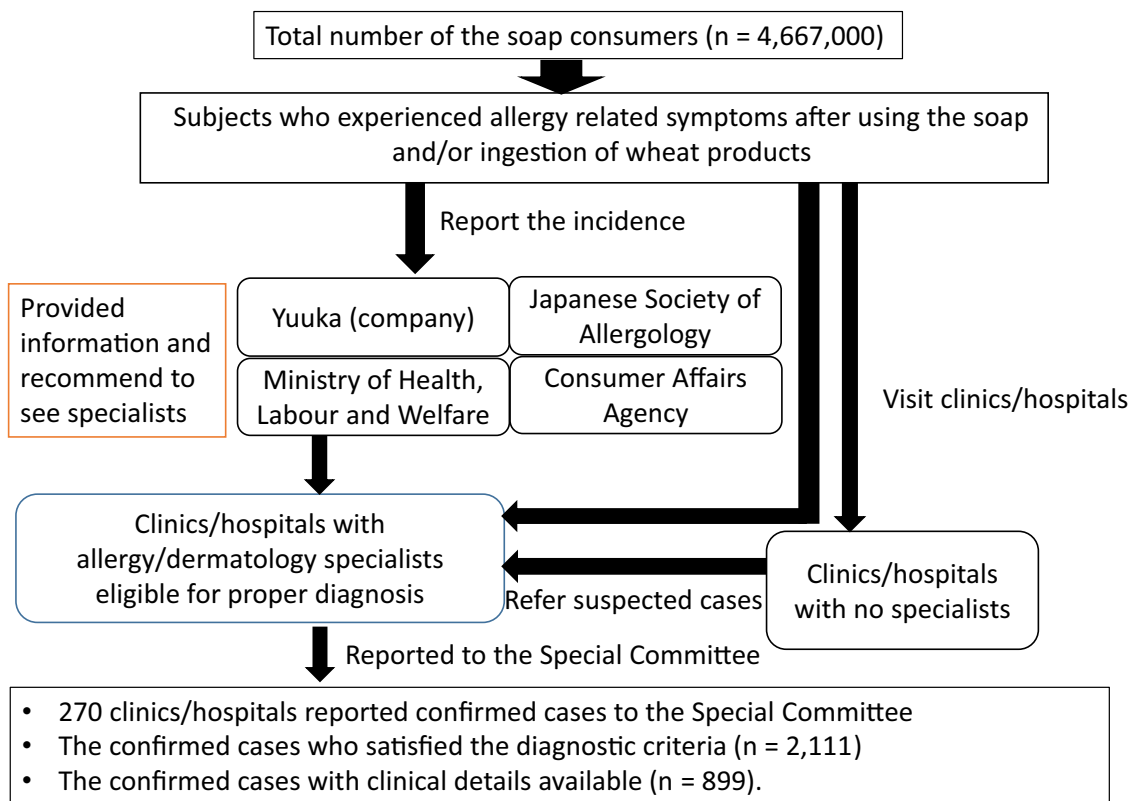 Total number of the soap consumers (n = 4,667,000)
Subjects who experienced allergy related symptoms after using the soap
and/or ingestion of wheat products
Report the incidence
Provided
information and
recommend to
see specialists
Yuuka (company)
Japanese Society of
Allergology
Ministry of Health,
Labour and Welfare
Consumer Affairs
Agency
Visit clinics/hospitals
Clinics/hospitals with
allergy/dermatology specialists
eligible for proper diagnosis
Refer suspected cases
Clinics/hospitals
with no specialists
Reported to the Special Committee
• 270 clinics/hospitals reported confirmed cases to the Special Committee
• The confirmed cases who satisfied the diagnostic criteria (n = 2,111)
• The confirmed cases with clinical details available (n = 899).